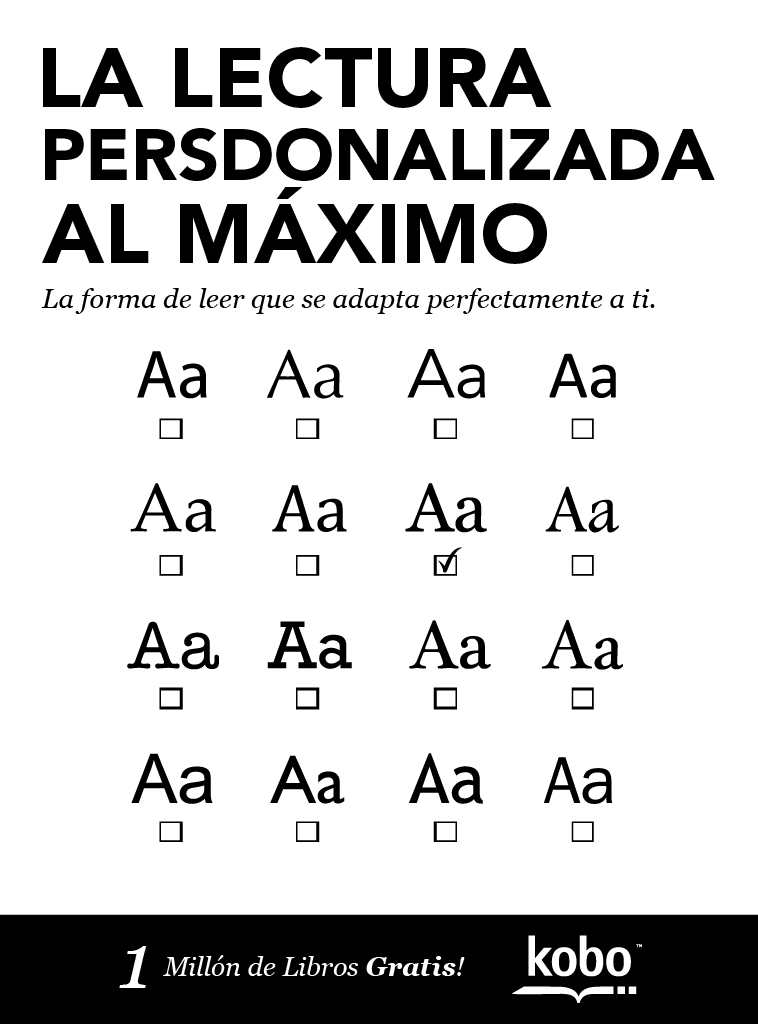 LA LECTURA
PERSDONALIZADA
AL MÁXIMO
La forma de leer que se adapta perfectamente a ti.
Aa Aa Aa Aa
Aa Aa Aa Aa
Aa Aa Aa Aa
Aa Aa Aa Aa
1 Millón de Libros Gratis!
kobo™